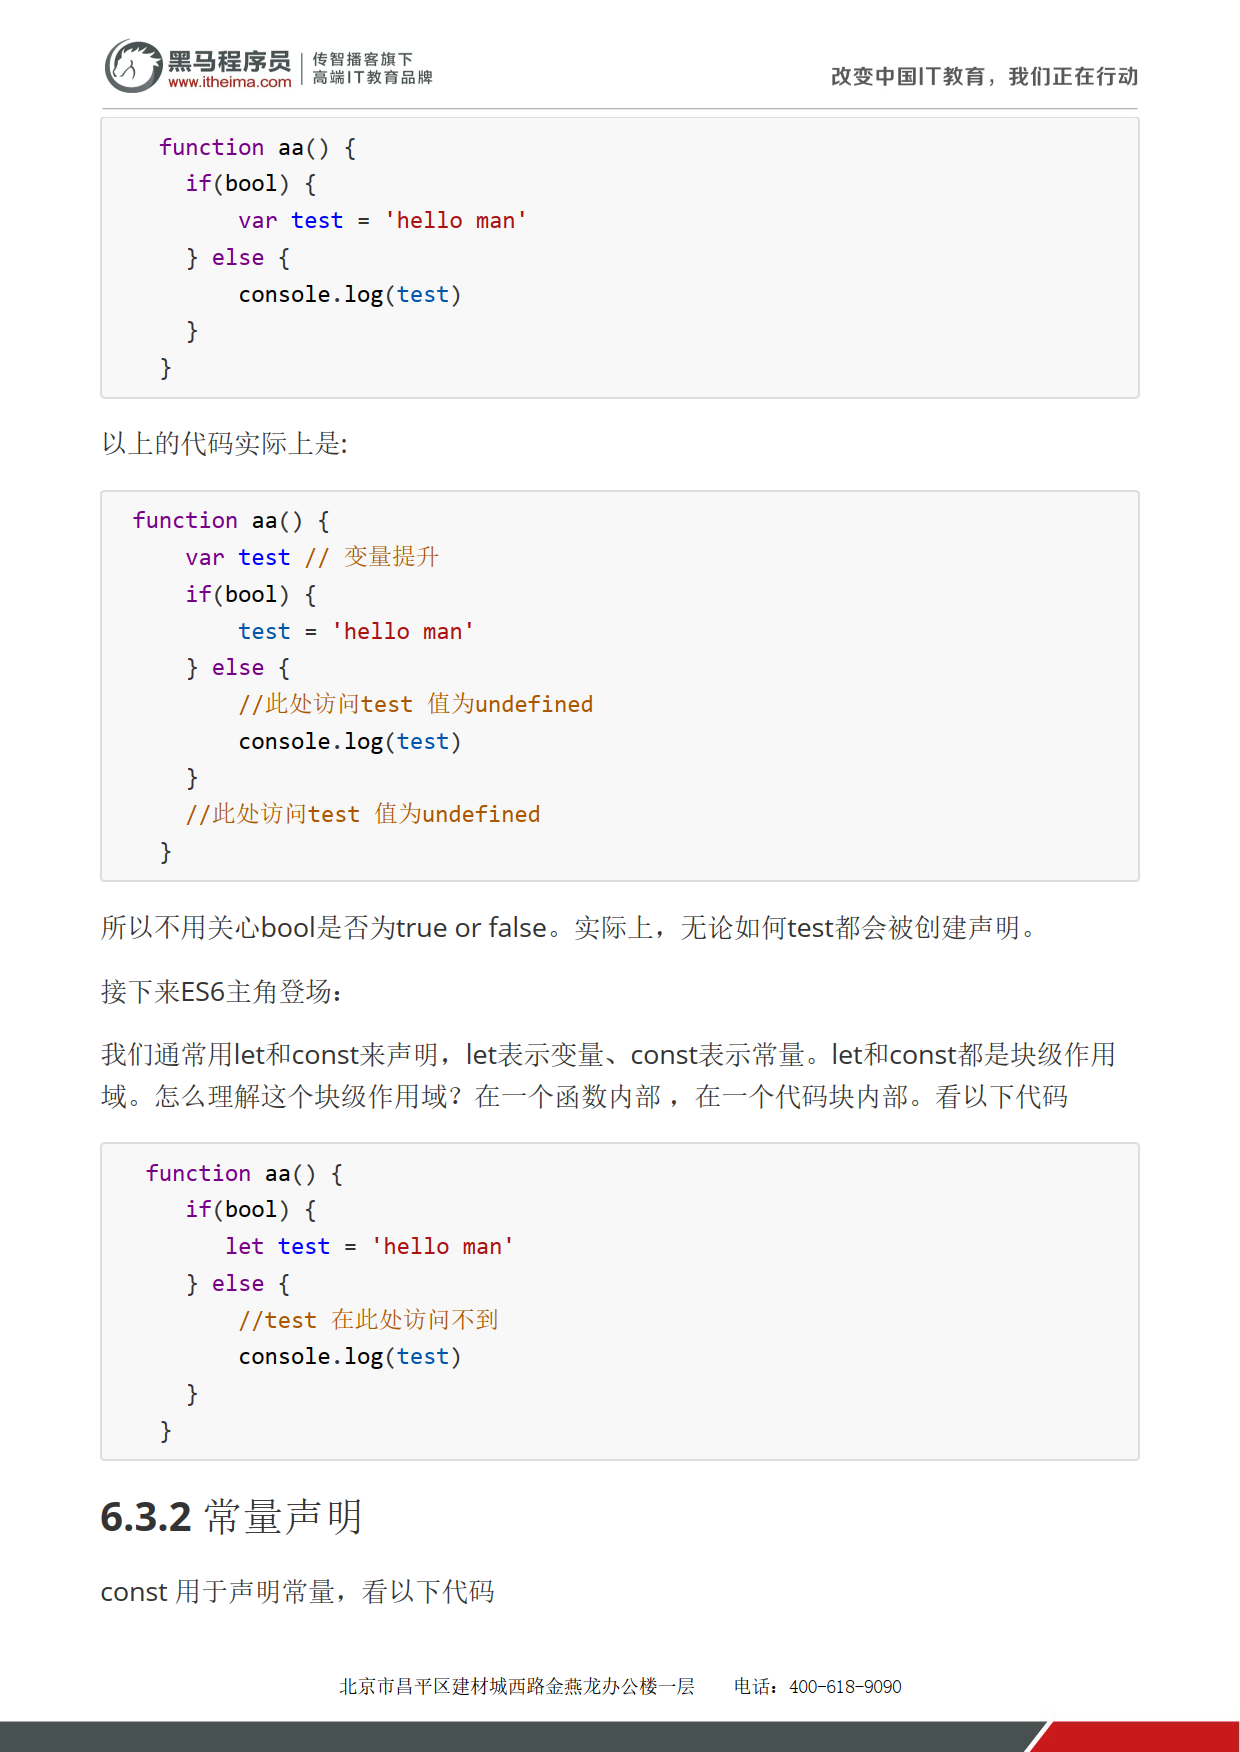 黑马程序员
www.itheima.com
传智播客旗下
高端IT教育品牌
改变中国IT教育，我们正在行动
function aa() {
if(bool) {
var test = 'hello man'
} else {
console.log(test)
}
}
以上的代码实际上是:
function aa() {
var test // 变量提升
if(bool) {
test = 'hello man'
} else {
//此处访问test 值为undefined
console.log(test)
}
//此处访问test 值为undefined
}
所以不用关心bool是否为true or false。实际上，无论如何test都会被创建声明。
接下来ES6主角登场：
我们通常用let和const来声明，let表示变量、const表示常量。let和const都是块级作用
域。怎么理解这个块级作用域？在一个函数内部 ，在一个代码块内部。看以下代码
function aa() {
if(bool) {
let test = 'hello man'
} else {
//test 在此处访问不到
console.log(test)
}
}
6.3.2 常量声明
const 用于声明常量，看以下代码
北京市昌平区建材城西路金燕龙办公楼一层 电话：400-618-9090